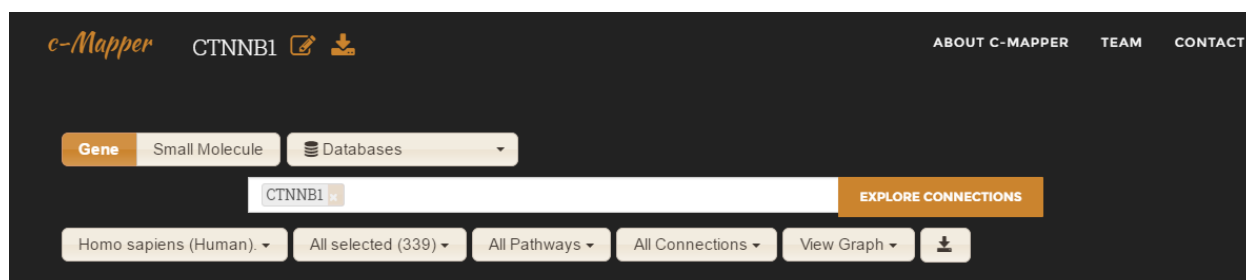 c-Mapper CTNNB1 ABOUT C-MAPPER TEAM CONTACT
Gene Small Molecule Databases
CTNNB1 x EXPLORE CONNECTIONS
Homo sapiens (Human). All selected (339) All Pathways All Connections View Graph